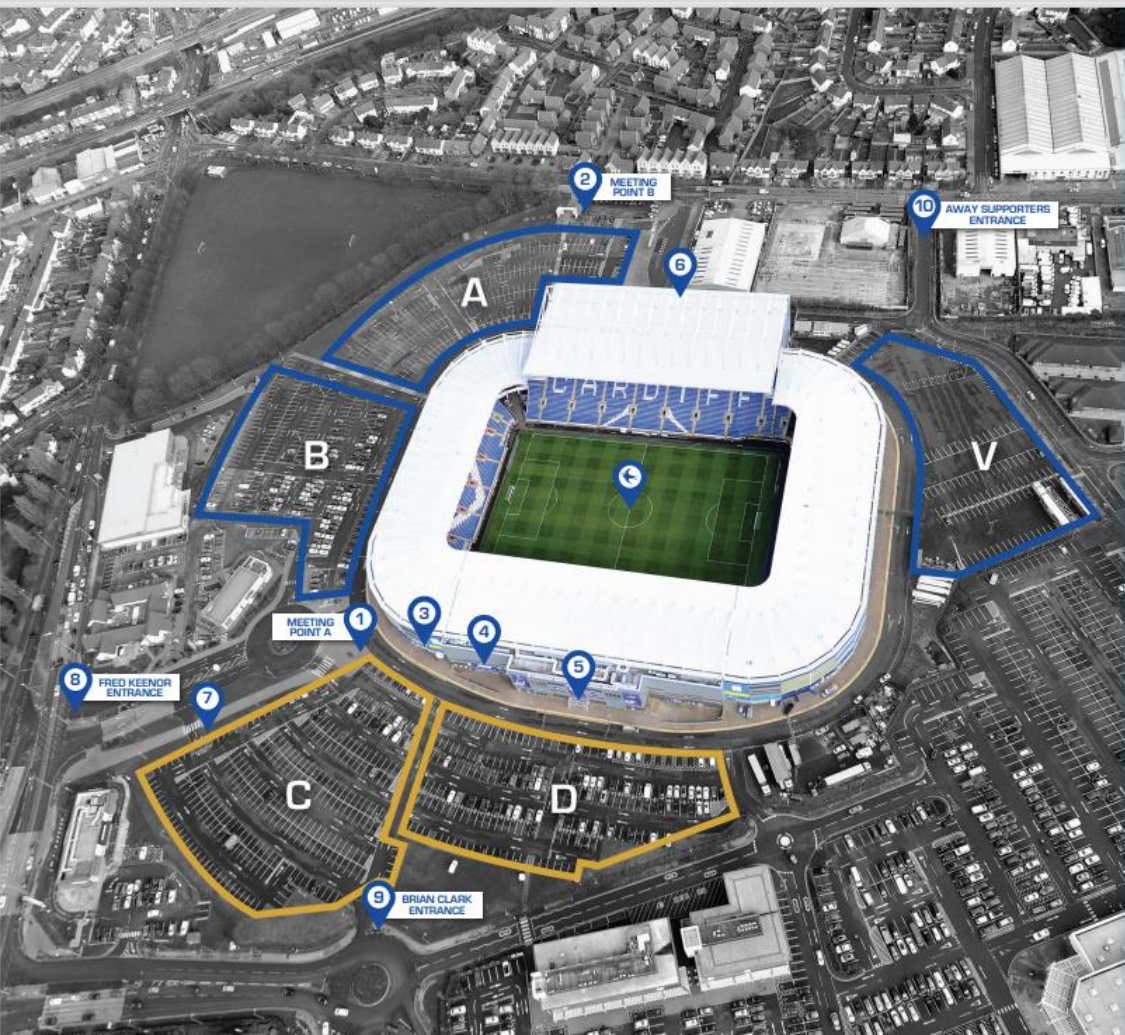 2
MEETING
POINT B
10
AWAY SUPPORTERS
ENTRANCE
6
A
CARDIFF
B
V
MEETING
POINT A
1
3
4
5
8
FRED KEENOR
ENTRANCE
7
C
D
9
BRIAN CLARK
ENTRANCE